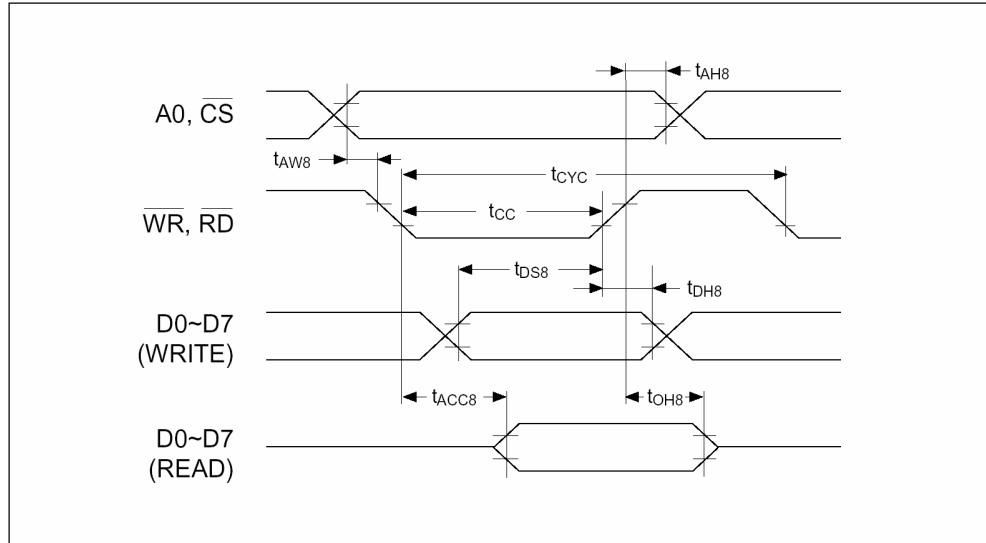 tAH8
A0, CS
tAW8
tCYC
WR, RD
tCC
tDS8
tDH8
D0~D7
(WRITE)
tACC8
tOH8
D0~D7
(READ)